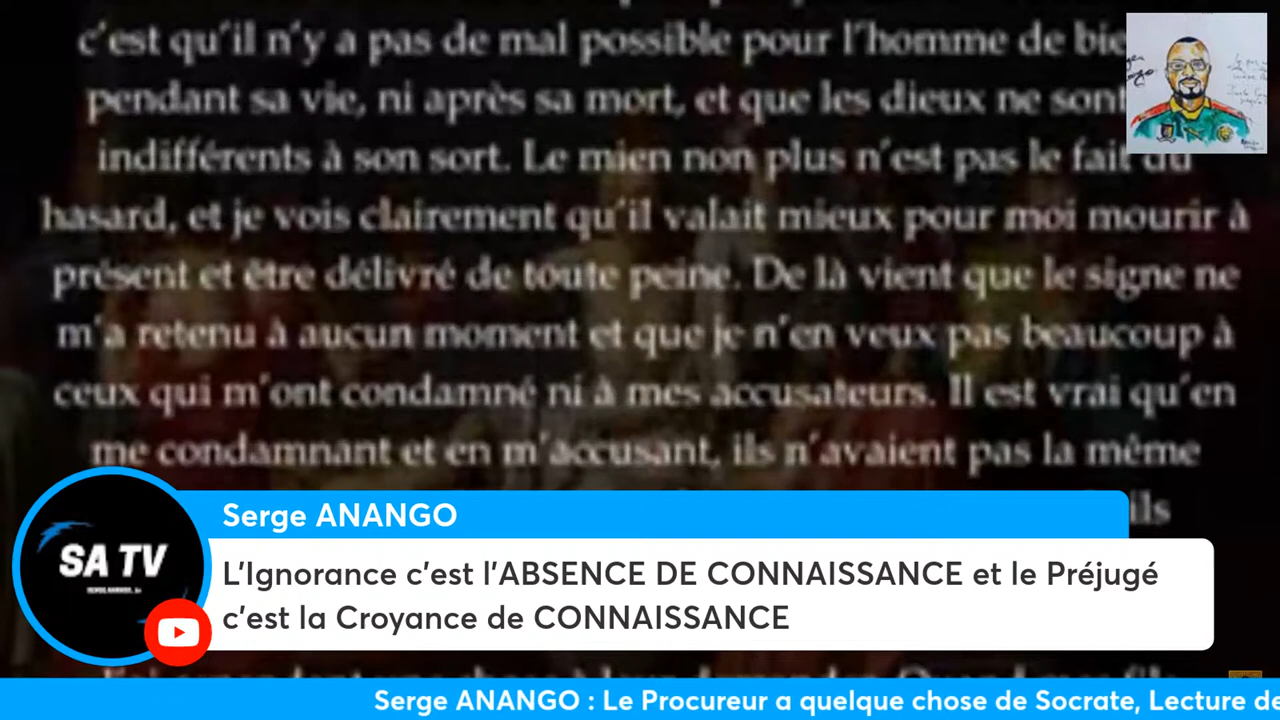 c'est qu'il n'y a pas de mal possible pour l'homme de bie
pendant sa vie, ni après sa mort, et que les dieux ne sont
indifférents à son sort. Le mien non plus n'est pas le fait du
hasard, et je vois clairement qu'il valait mieux pour moi mourir à
présent et être délivré de toute peine. De là vient que le signe ne
m'a retenu à aucun moment et que je n'en veux pas beaucoup à
ceux qui m'ont condamné ni à mes accusateurs. Il est vrai qu'en
me condamnant et en m'accusant, ils n'avaient pas la même
ils
Serge ANANGO
SA TV
L'Ignorance c'est l'ABSENCE DE CONNAISSANCE et le Préjugé
c'est la Croyance de CONNAISSANCE
Serge ANANGO : Le Procureur a quelque chose de Socrate, Lecture de